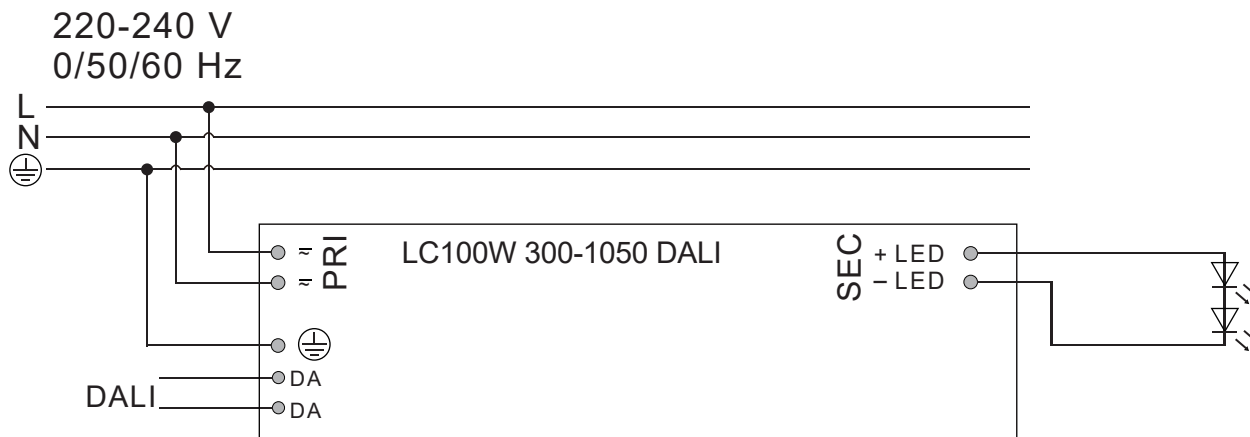 220-240 V
0/50/60 Hz
L
N
PRI
LC100W 300-1050 DALI
SEC
+ LED
– LED
DALI
DA
DA